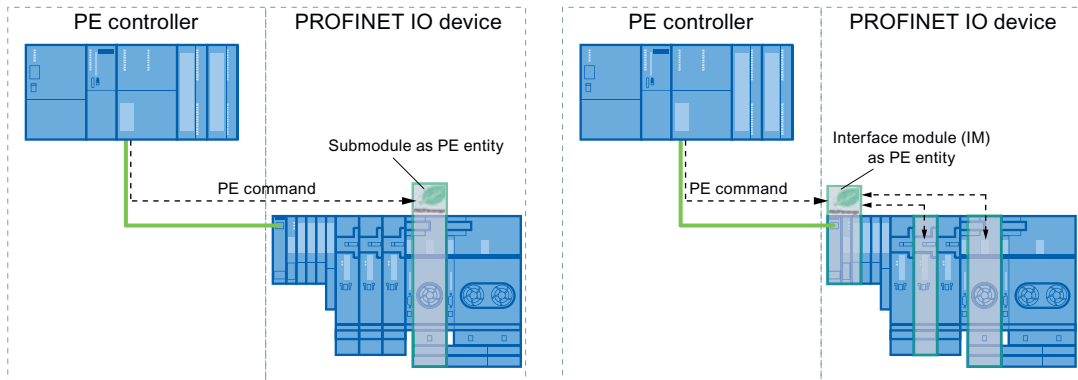 PE controller
PROFINET IO device
Submodule as PE entity
PE command
PE controller
PROFINET IO device
Interface module (IM)
as PE entity
PE command